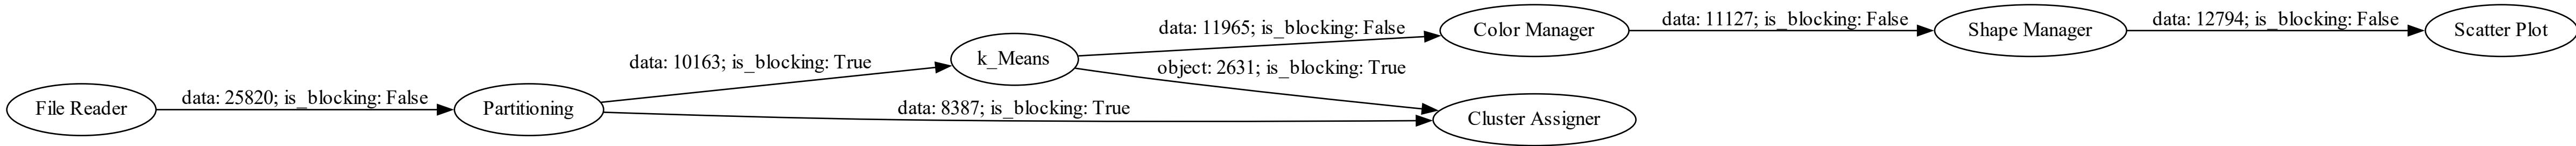 File Reader
data: 25820; is_blocking: False
Partitioning
data: 10163; is_blocking: True
data: 8387; is_blocking: True
k_Means
data: 11965; is_blocking: False
object: 2631; is_blocking: True
Color Manager
Cluster Assigner
data: 11127; is_blocking: False
Shape Manager
data: 12794; is_blocking: False
Scatter Plot